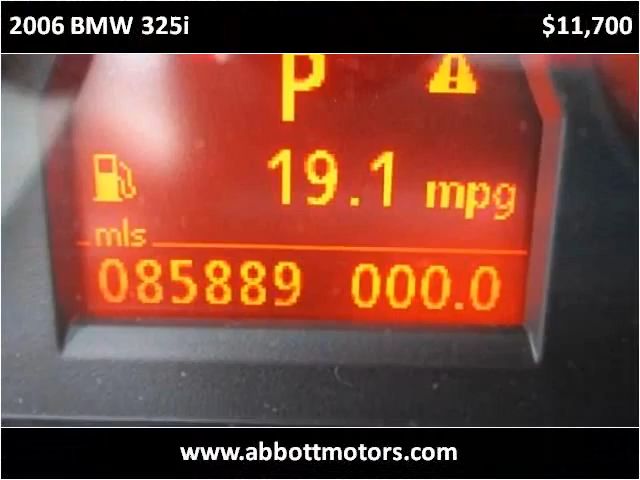 2006 BMW 325i $11,700
P
19.1 mpg
mls
085889 000.0
www.abbottmotors.com